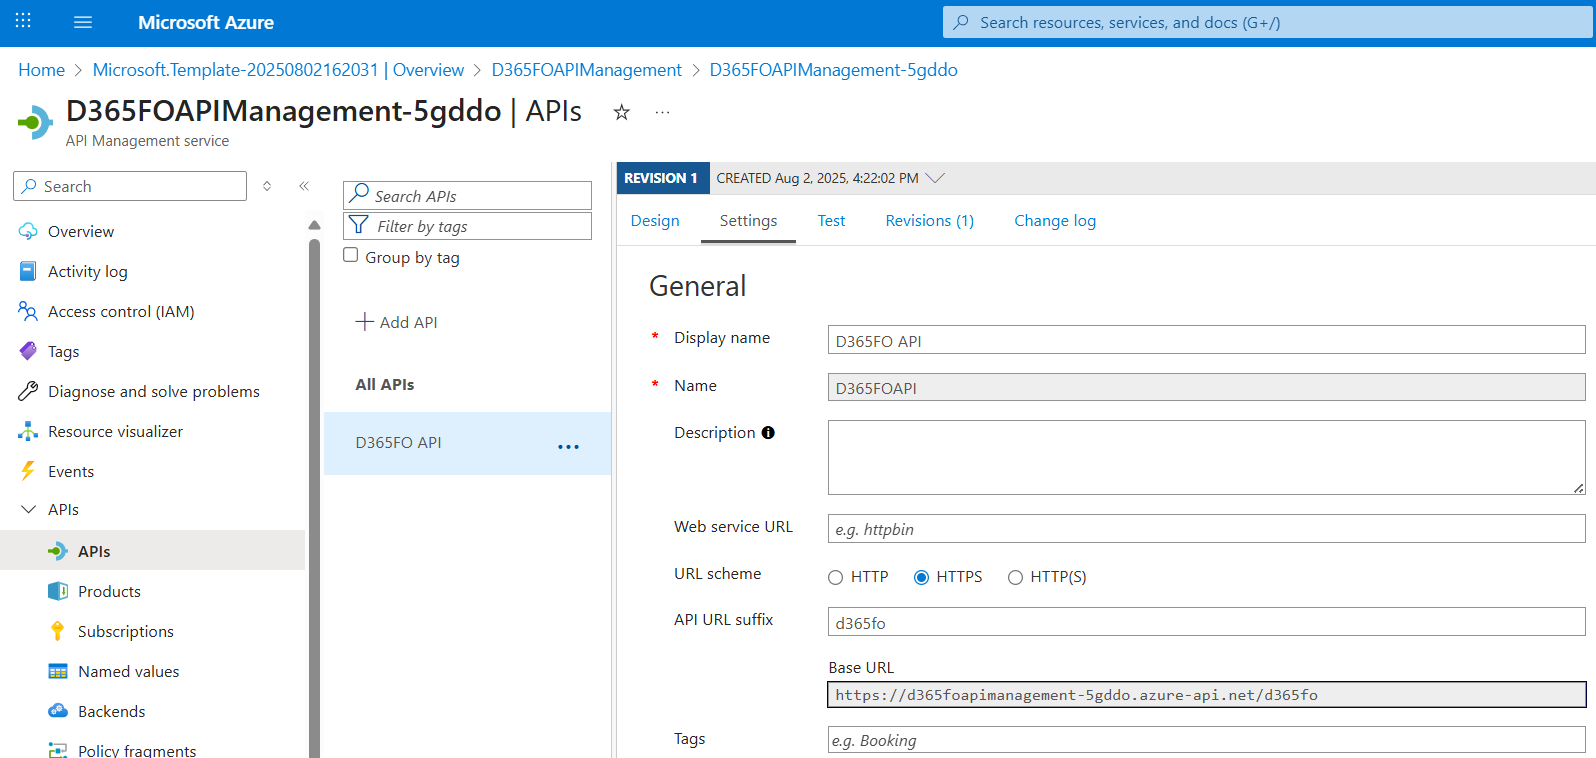 Microsoft Azure
Search resources, services, and docs (G+/)
Home > Microsoft.Template-20250802162031 | Overview > D365FOAPIManagement > D365FOAPIManagement-5gddo
D365FOAPIManagement-5gddo | APIs
API Management service
Search
Overview
Activity log
Access control (IAM)
Tags
Diagnose and solve problems
Resource visualizer
Events
APIs
APIs
Products
Subscriptions
Named values
Backends
Policy fragments
Search APIs
Filter by tags
Group by tag
Add API
All APIs
D365FO API
REVISION 1 CREATED Aug 2, 2025, 4:22:02 PM
Design Settings Test Revisions (1) Change log
General
* Display name D365FO API
* Name D365FOAPI
Description
Web service URL e.g. httpbin
URL scheme HTTP HTTPS HTTP(S)
API URL suffix d365fo
Base URL
https://d365foapimanagement-5gddo.azure-api.net/d365fo
Tags e.g. Booking